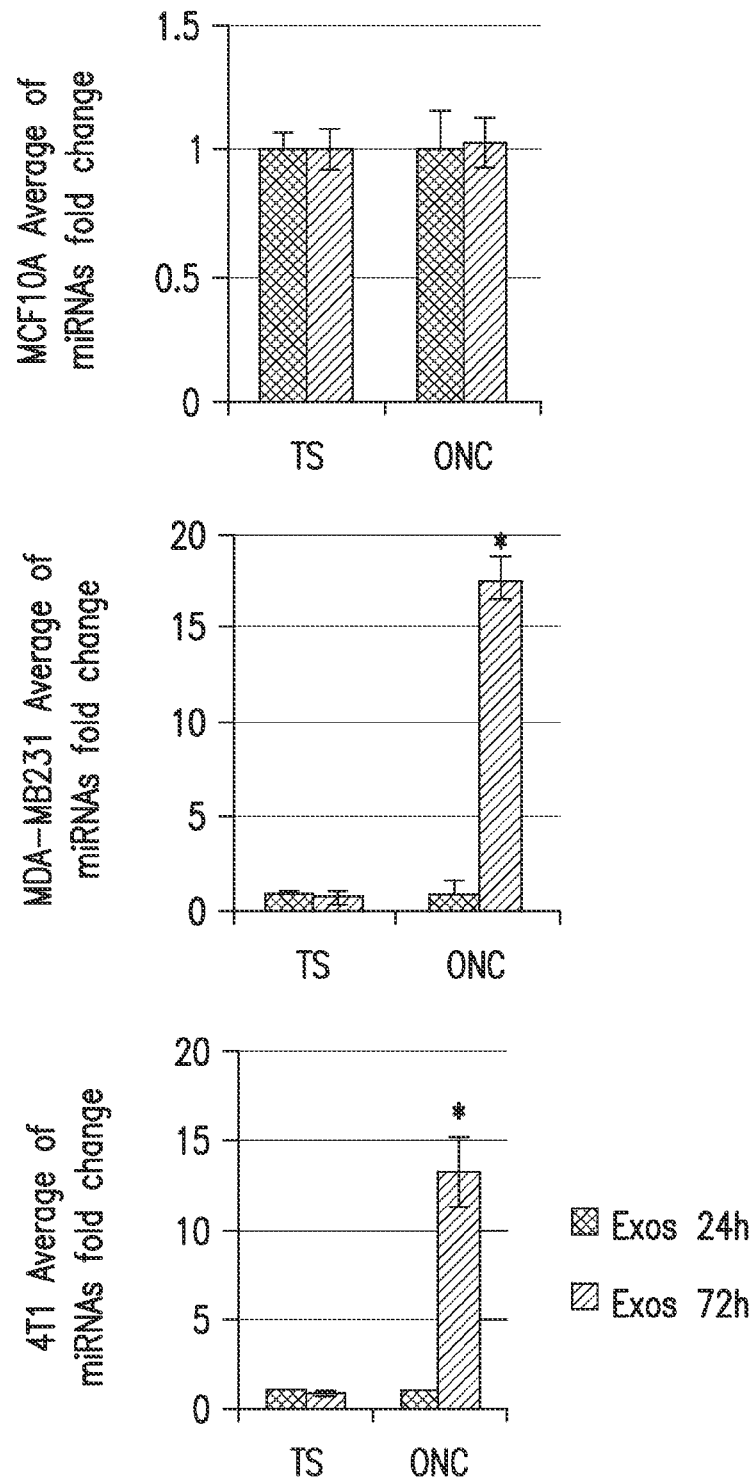 MCF10A Average of
miRNAs fold change
1.5
1
0.5
0
TS ONC
MDA-MB231 Average of
miRNAs fold change
20
15
10
5
0
*
TS ONC
4T1 Average of
miRNAs fold change
20
15
10
5
0
*
TS ONC
Exos 24h
Exos 72h